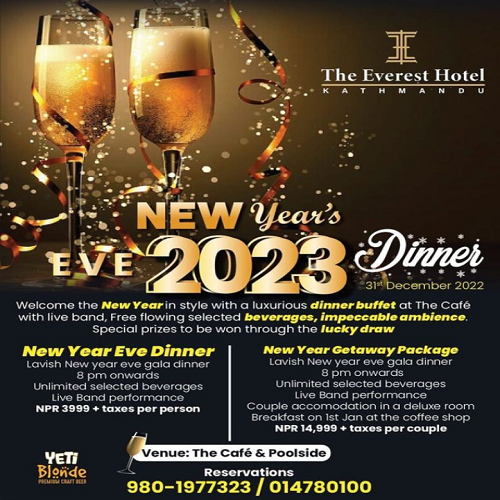 The Everest Hotel
KATHMANDU
NEW Year's
EVE 2023 Dinner
31st December 2022
Welcome the New Year in style with a luxurious dinner buffet at The Café
with live band, Free flowing selected beverages, impeccable ambience.
Special prizes to be won through the lucky draw
New Year Eve Dinner
Lavish New year eve gala dinner
8 pm onwards
Unlimited selected beverages
Live Band performance
NPR 3999 + taxes per person
New Year Getaway Package
Lavish New year eve gala dinner
8 pm onwards
Unlimited selected beverages
Live Band performance
Couple accomodation in a deluxe room
Breakfast on 1st Jan at the coffee shop
NPR 14,999 + taxes per couple
YETI
Blonde
PREMIUM CRAFT BEER
Venue: The Café & Poolside
Reservations
980-1977323 / 014780100